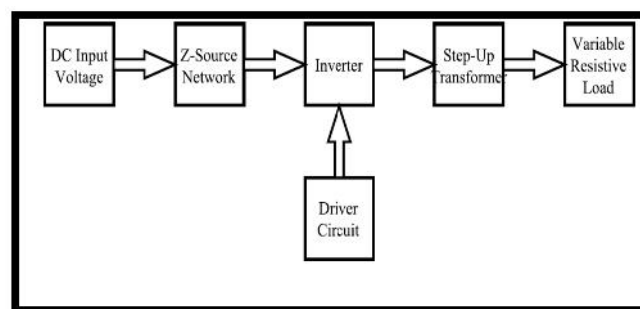 DC Input
Voltage
Z-Source
Network
Inverter
Step-Up
Transformer
Variable
Resistive
Load
Driver
Circuit